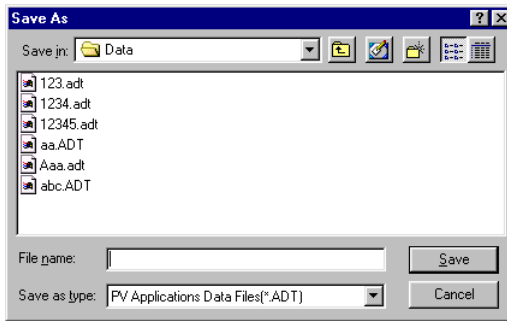 Save As
Save in: Data
123.adt
1234.adt
12345.adt
aa.ADT
Aaa.adt
abc.ADT
File name:
Save
Save as type: PV Applications Data Files(*.ADT)
Cancel